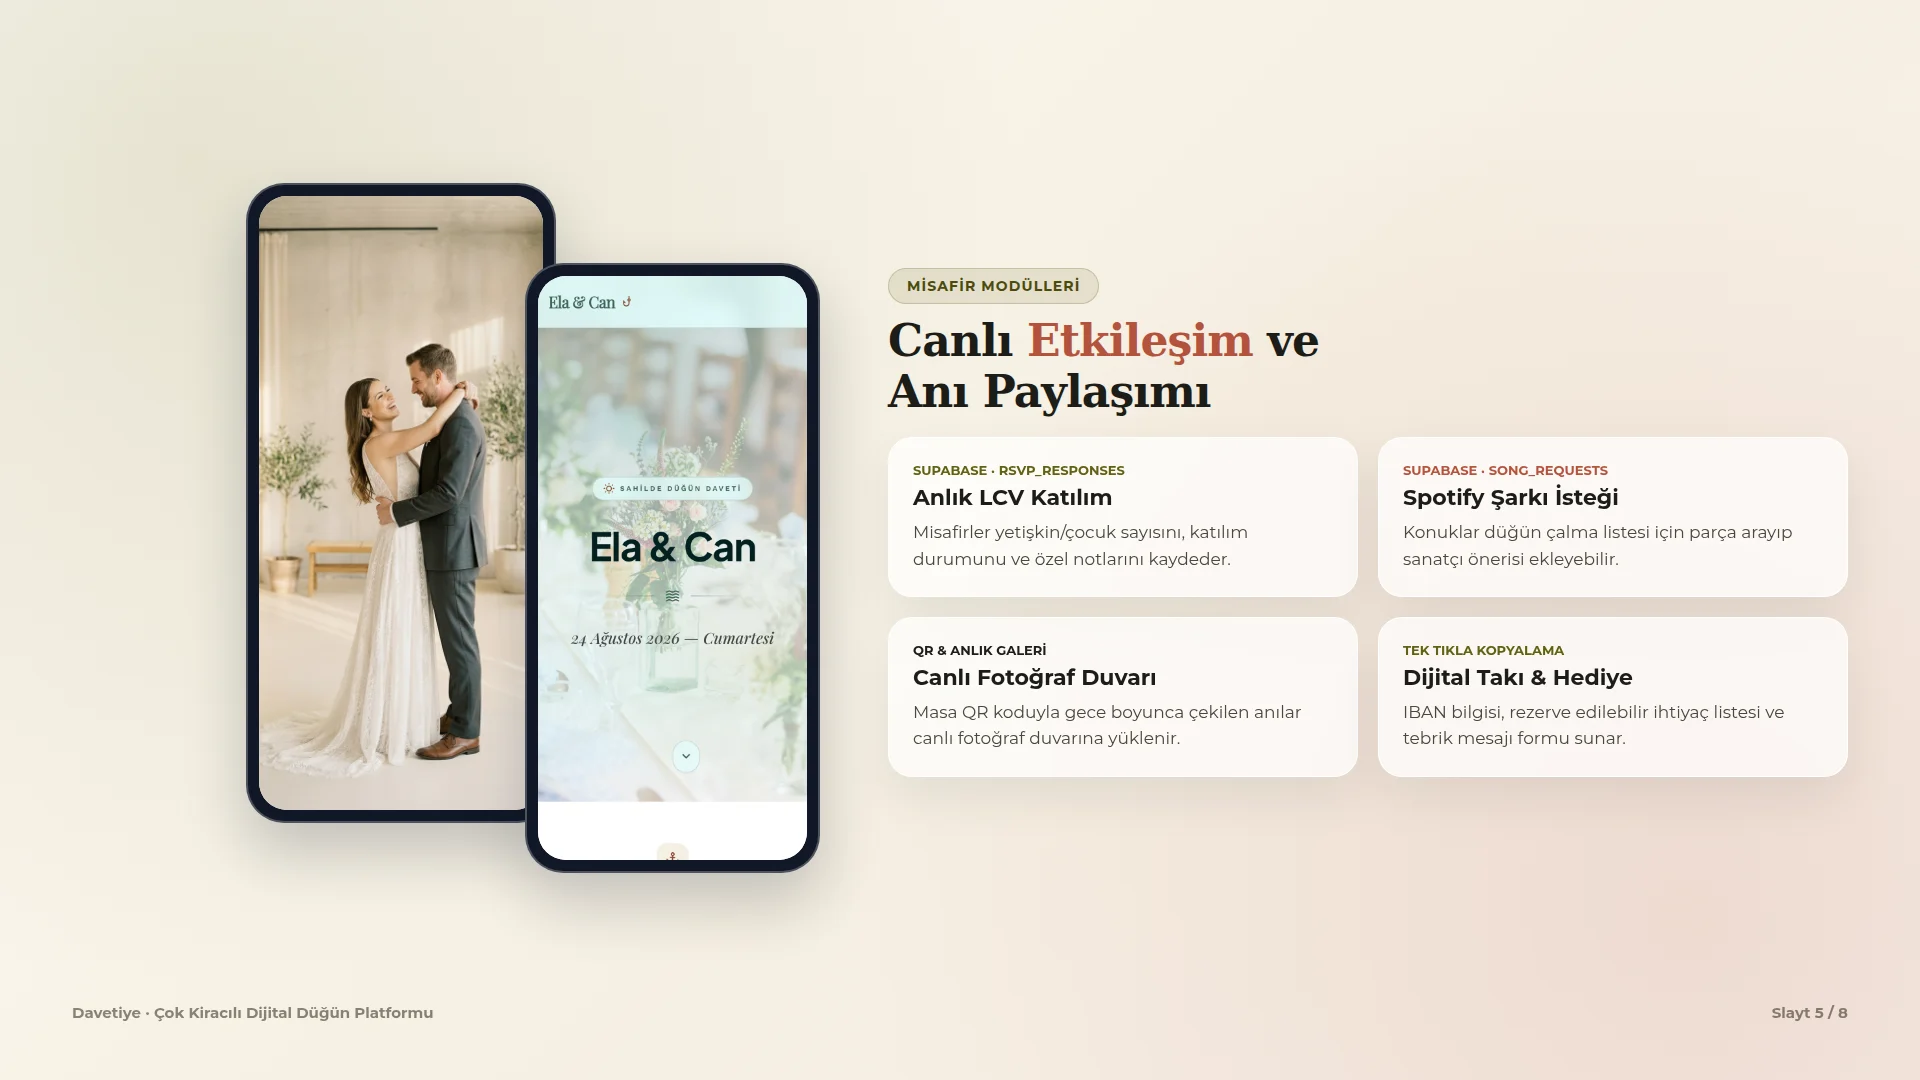 Ela & Can
SAHİLDE DÜĞÜN DAVETİ
Ela & Can
24 Ağustos 2026 — Cumartesi
MİSAFİR MODÜLLERİ
Canlı Etkileşim ve
Anı Paylaşımı
SUPABASE · RSVP_RESPONSES
Anlık LCV Katılım
Misafirler yetişkin/çocuk sayısını, katılım
durumunu ve özel notlarını kaydeder.
SUPABASE · SONG_REQUESTS
Spotify Şarkı İsteği
Konuklar düğün çalma listesi için parça arayıp
sanatçı önerisi ekleyebilir.
QR & ANLIK GALERİ
Canlı Fotoğraf Duvarı
Masa QR koduyla gece boyunca çekilen anılar
canlı fotoğraf duvarına yüklenir.
TEK TIKLA KOPYALAMA
Dijital Takı & Hediye
IBAN bilgisi, rezerve edilebilir ihtiyaç listesi ve
tebrik mesajı formu sunar.
Davetiye · Çok Kiracılı Dijital Düğün Platformu
Slayt 5 / 8